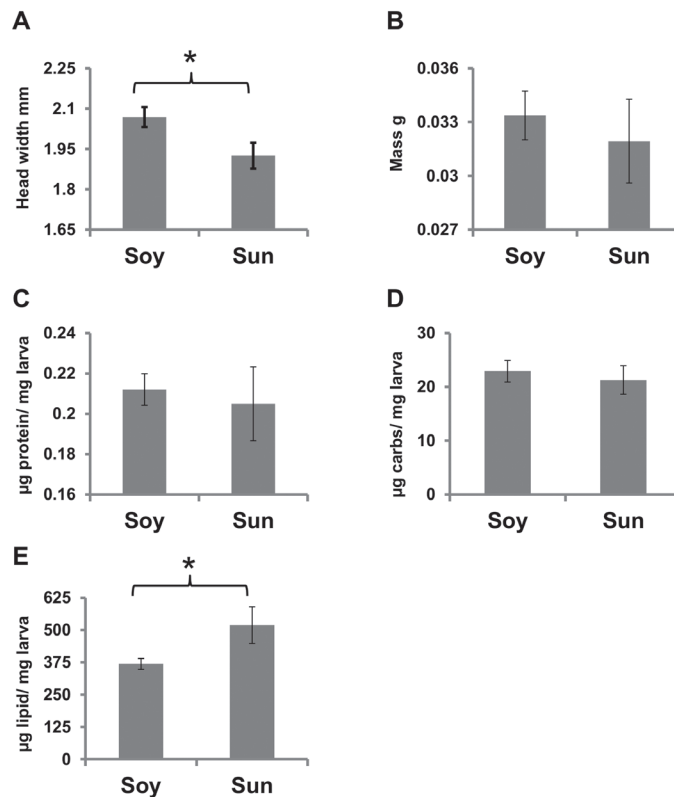 A
*
Head width mm
2.25
2.1
1.95
1.8
1.65
Soy Sun
B
Mass g
0.036
0.033
0.03
0.027
Soy Sun
C
µg protein/ mg larva
0.24
0.22
0.2
0.18
0.16
Soy Sun
D
µg carbs/ mg larva
30
20
10
0
Soy Sun
E
*
µg lipid/ mg larva
625
500
375
250
125
0
Soy Sun